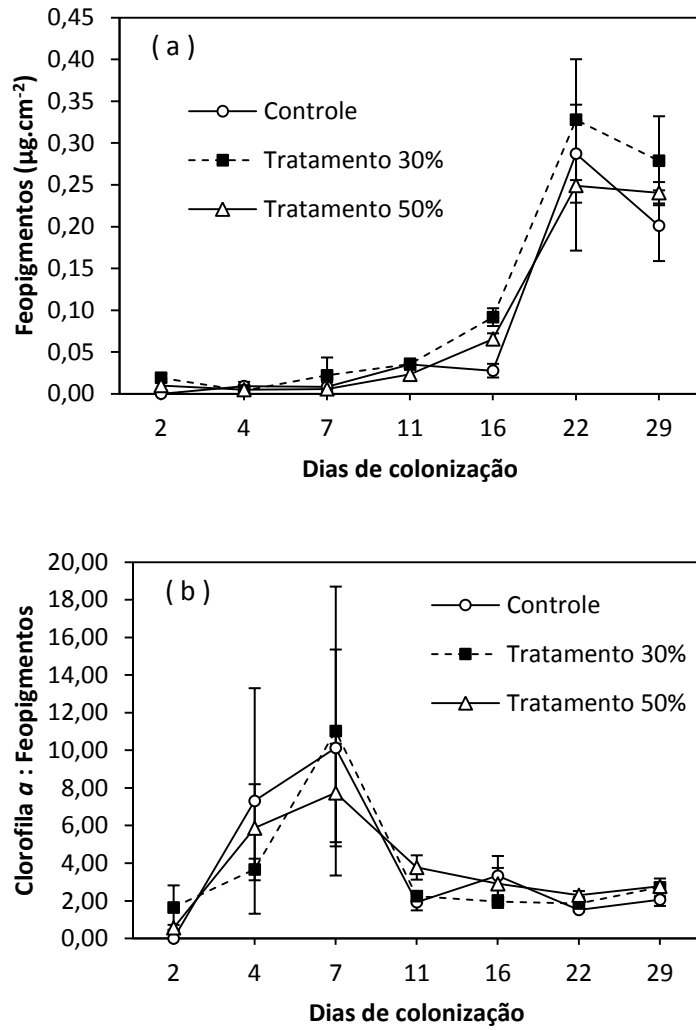 ( a )
Feopigmentos (µg.cm⁻²)
0,45
0,40
0,35
0,30
0,25
0,20
0,15
0,10
0,05
0,00
Controle
Tratamento 30%
Tratamento 50%
2 4 7 11 16 22 29
Dias de colonização
( b )
Clorofila a : Feopigmentos
20,00
18,00
16,00
14,00
12,00
10,00
8,00
6,00
4,00
2,00
0,00
Controle
Tratamento 30%
Tratamento 50%
2 4 7 11 16 22 29
Dias de colonização